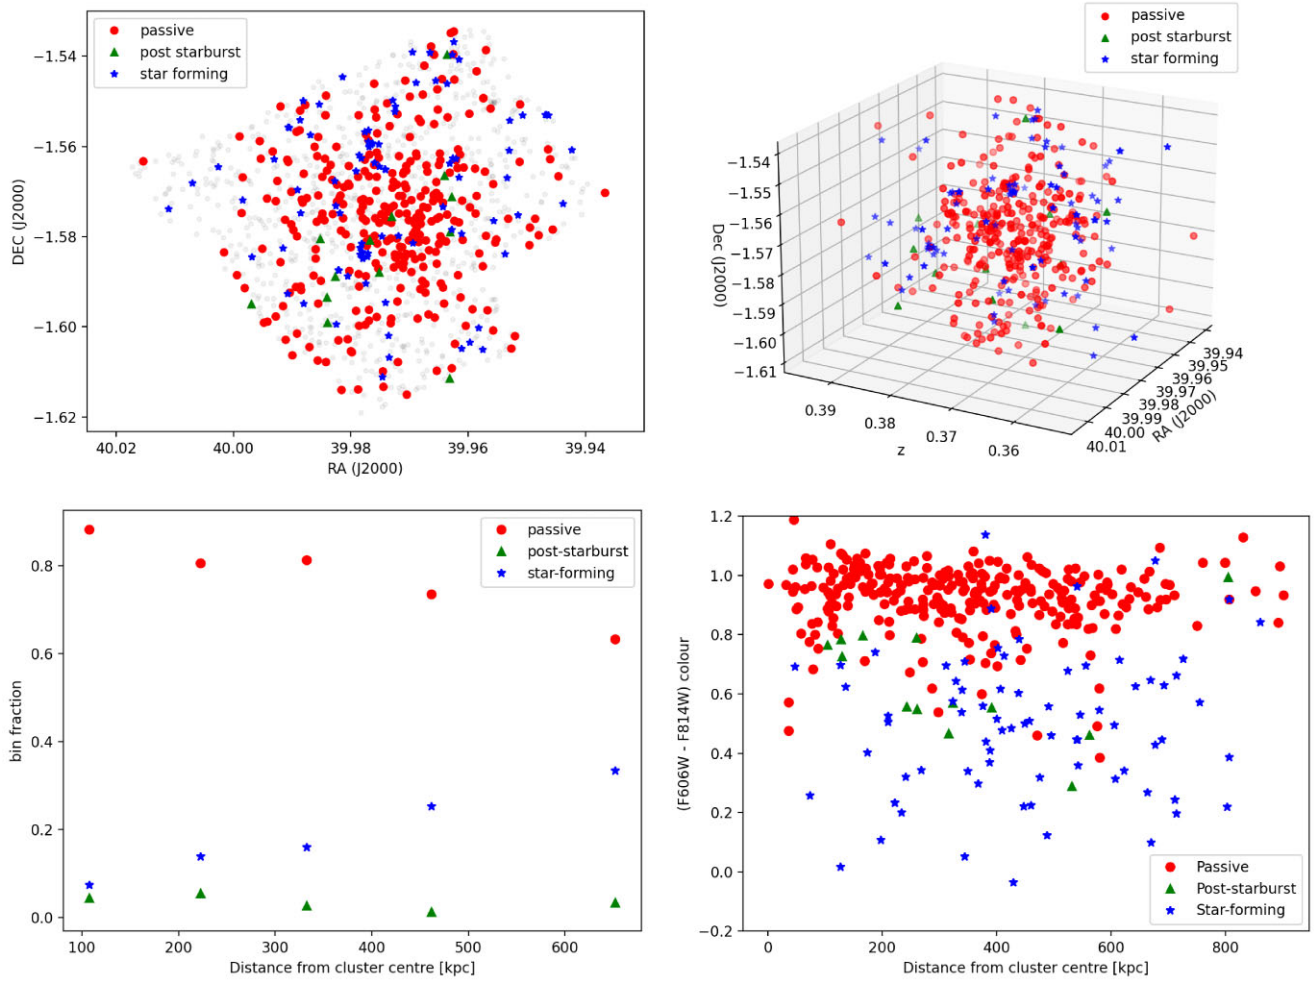 passive
post starburst
star forming
−1.54
−1.56
−1.58
−1.60
−1.62
DEC (J2000)
40.02 40.00 39.98 39.96 39.94
RA (J2000)
passive
post starburst
star forming
−1.54
−1.55
−1.56
−1.57
−1.58
−1.59
−1.60
−1.61
Dec (J2000)
0.39 0.38 0.37 0.36
z
39.94
39.95
39.96
39.97
39.98
39.99
40.00
40.01
RA (J2000)
passive
post-starburst
star-forming
0.8
0.6
0.4
0.2
0.0
bin fraction
100 200 300 400 500 600
Distance from cluster centre [kpc]
1.2
1.0
0.8
0.6
0.4
0.2
0.0
−0.2
(F606W - F814W) colour
Passive
Post-starburst
Star-forming
0 200 400 600 800
Distance from cluster centre [kpc]